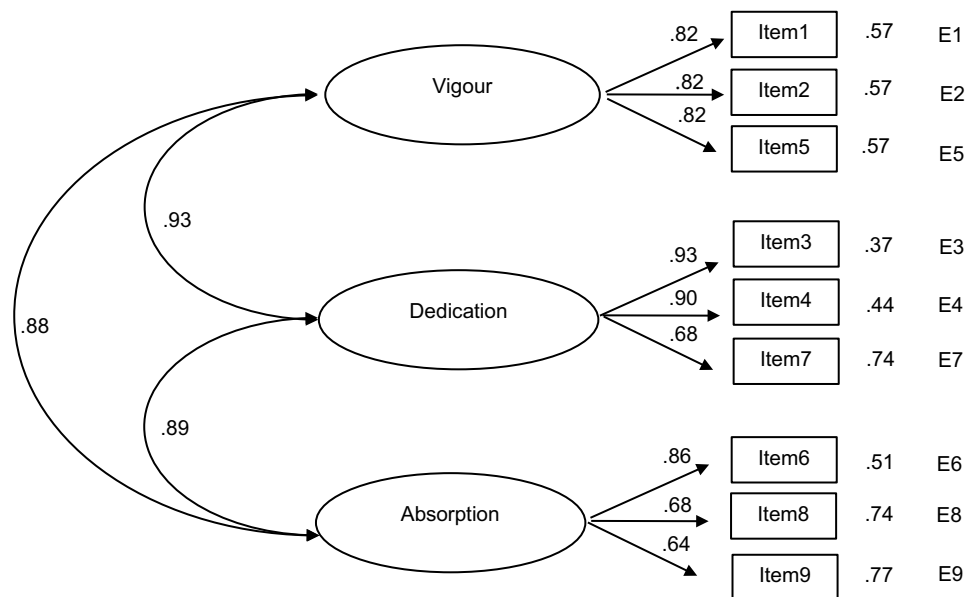 .82 Item1 .57 E1
Vigour .82 Item2 .57 E2
.82 Item5 .57 E5
.93
.93 Item3 .37 E3
Dedication .90 Item4 .44 E4
.88 .68 Item7 .74 E7
.89
.86 Item6 .51 E6
Absorption .68 Item8 .74 E8
.64 Item9 .77 E9